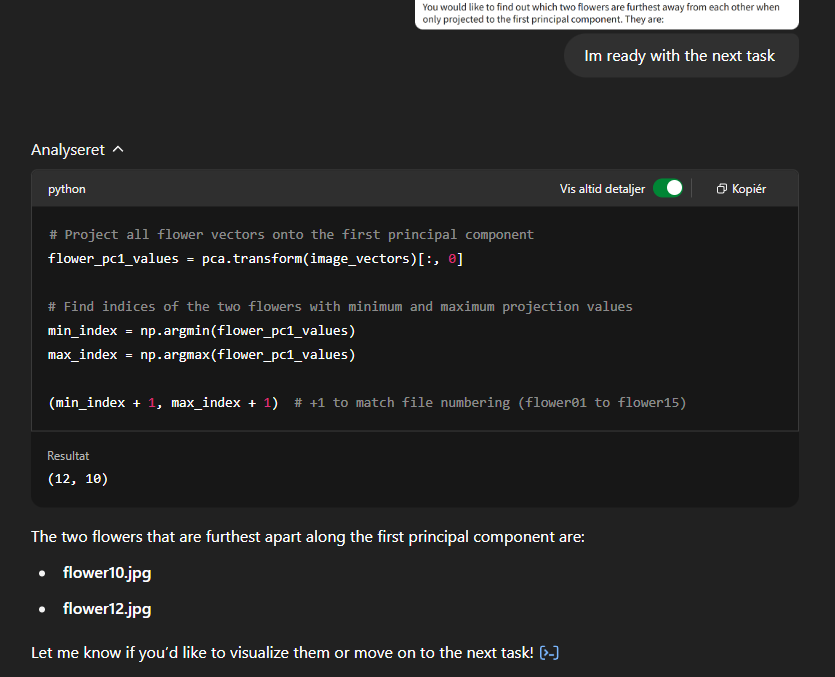 You would like to find out which two flowers are furthest away from each other when
only projected to the first principal component. They are:
Im ready with the next task
Analyseret
python
Vis altid detaljer
Kopiér
# Project all flower vectors onto the first principal component
flower_pc1_values = pca.transform(image_vectors)[:, 0]
# Find indices of the two flowers with minimum and maximum projection values
min_index = np.argmin(flower_pc1_values)
max_index = np.argmax(flower_pc1_values)
(min_index + 1, max_index + 1)  # +1 to match file numbering (flower01 to flower15)
Resultat
(12, 10)
The two flowers that are furthest apart along the first principal component are:
• flower10.jpg
• flower12.jpg
Let me know if you'd like to visualize them or move on to the next task! [>-]